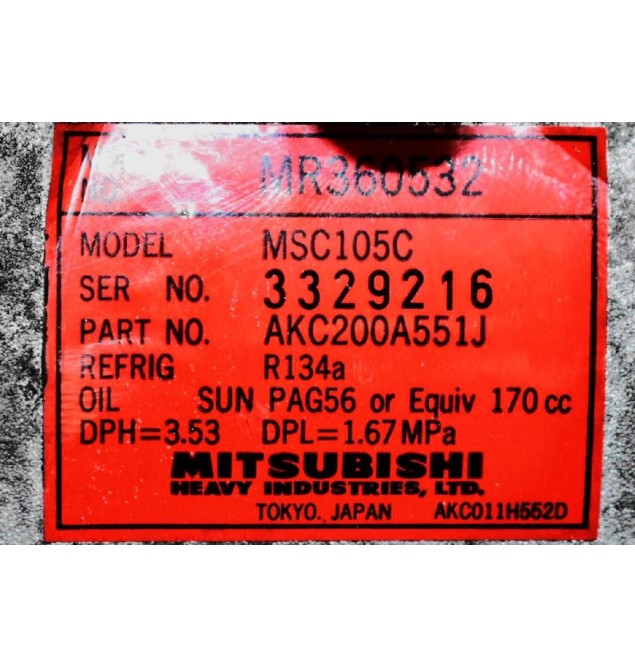 MR360532
MODEL MSC105C
SER NO. 3329216
PART NO. AKC200A551J
REFRIG R134a
OIL SUN PAG56 or Equiv 170 cc
DPH=3.53 DPL=1.67 MPa
MITSUBISHI
HEAVY INDUSTRIES, LTD.
TOKYO. JAPAN AKC011H552D